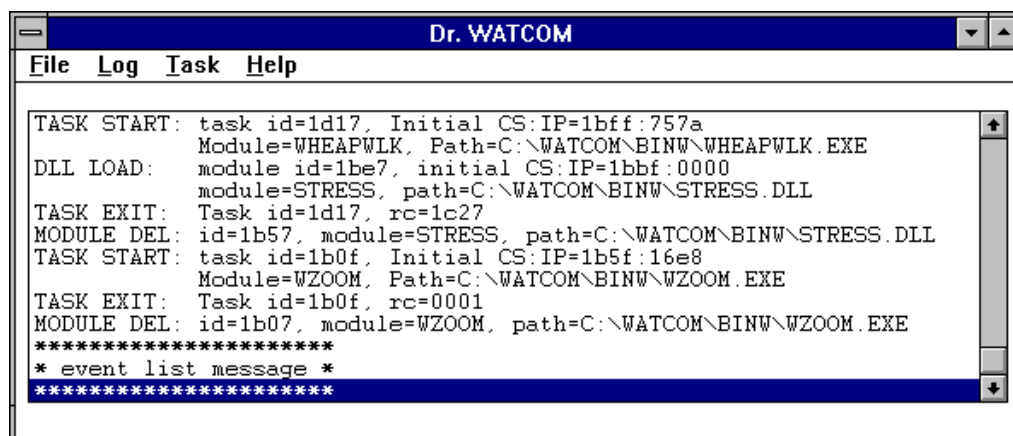 Dr. WATCOM
File Log Task Help
TASK START: task id=1d17, Initial CS:IP=1bff:757a
Module=WHEAPWLK, Path=C:\WATCOM\BINW\WHEAPWLK.EXE
DLL LOAD: module id=1be7, initial CS:IP=1bbf:0000
module=STRESS, path=C:\WATCOM\BINW\STRESS.DLL
TASK EXIT: Task id=1d17, rc=1c27
MODULE DEL: id=1b57, module=STRESS, path=C:\WATCOM\BINW\STRESS.DLL
TASK START: task id=1b0f, Initial CS:IP=1b5f:16e8
Module=WZOOM, Path=C:\WATCOM\BINW\WZOOM.EXE
TASK EXIT: Task id=1b0f, rc=0001
MODULE DEL: id=1b07, module=WZOOM, path=C:\WATCOM\BINW\WZOOM.EXE
**********************
* event list message *
**********************